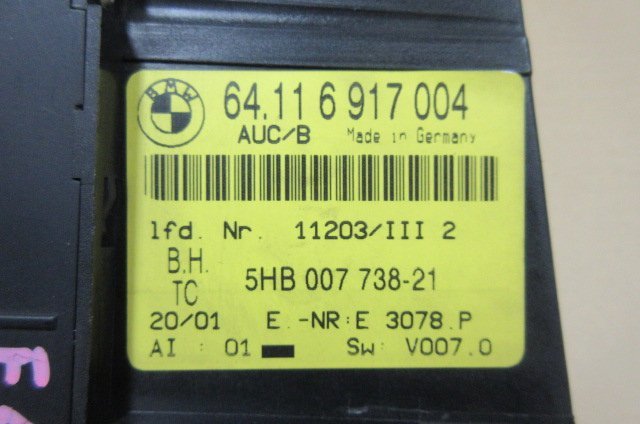 BMW
64.11 6 917 004
AUC/B Made in Germany
lfd. Nr. 11203/III 2
B.H.
TC
5HB 007 738-21
20/01 E.-NR:E 3078.P
AI : 01 Sw: V007.0